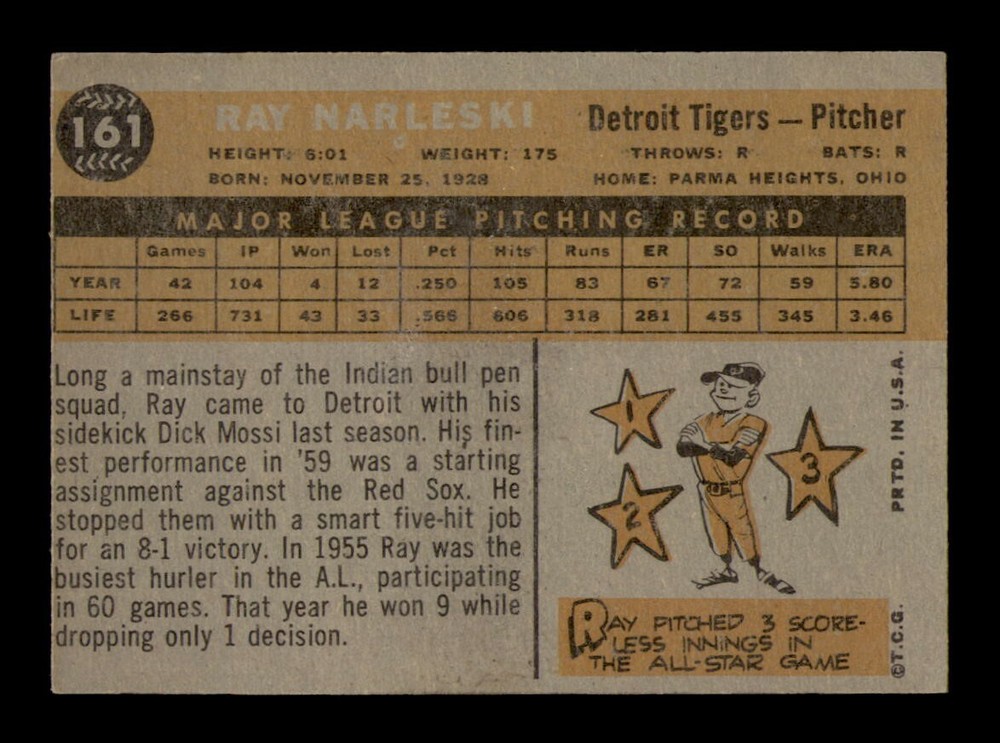 161
RAY NARLESKI
Detroit Tigers — Pitcher
HEIGHT: 6:01 WEIGHT: 175 THROWS: R BATS: R
BORN: NOVEMBER 25, 1928 HOME: PARMA HEIGHTS, OHIO
MAJOR LEAGUE PITCHING RECORD
Games IP Won Lost Pct Hits Runs ER SO Walks ERA
YEAR 42 104 4 12 .250 105 83 67 72 59 5.80
LIFE 266 731 43 33 .566 606 318 281 455 345 3.46
Long a mainstay of the Indian bull pen
squad, Ray came to Detroit with his
sidekick Dick Mossi last season. His fin-
est performance in '59 was a starting
assignment against the Red Sox. He
stopped them with a smart five-hit job
for an 8-1 victory. In 1955 Ray was the
busiest hurler in the A.L., participating
in 60 games. That year he won 9 while
dropping only 1 decision.
1
2
3
RAY PITCHED 3 SCORE-
LESS INNINGS IN
THE ALL-STAR GAME
PRTD. IN U.S.A.
©T.C.G.